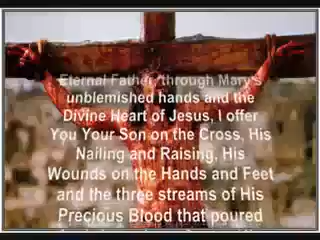 Eternal Father, through Mary's
unblemished hands and the
Divine Heart of Jesus, I offer
You Your Son on the Cross, His
Nailing and Raising, His
Wounds on the Hands and Feet
and the three streams of His
Precious Blood that poured